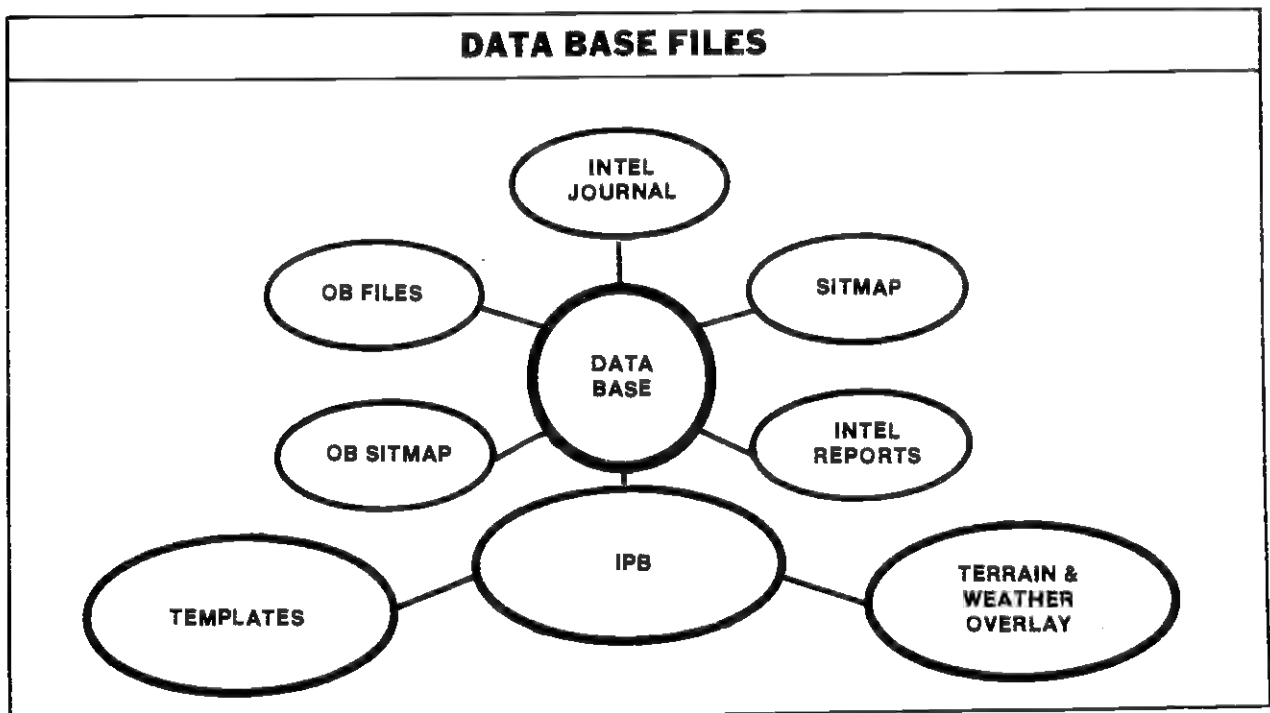 DATA BASE FILES
INTEL
JOURNAL
OB FILES
SITMAP
DATA
BASE
OB SITMAP
INTEL
REPORTS
IPB
TEMPLATES
TERRAIN &
WEATHER
OVERLAY